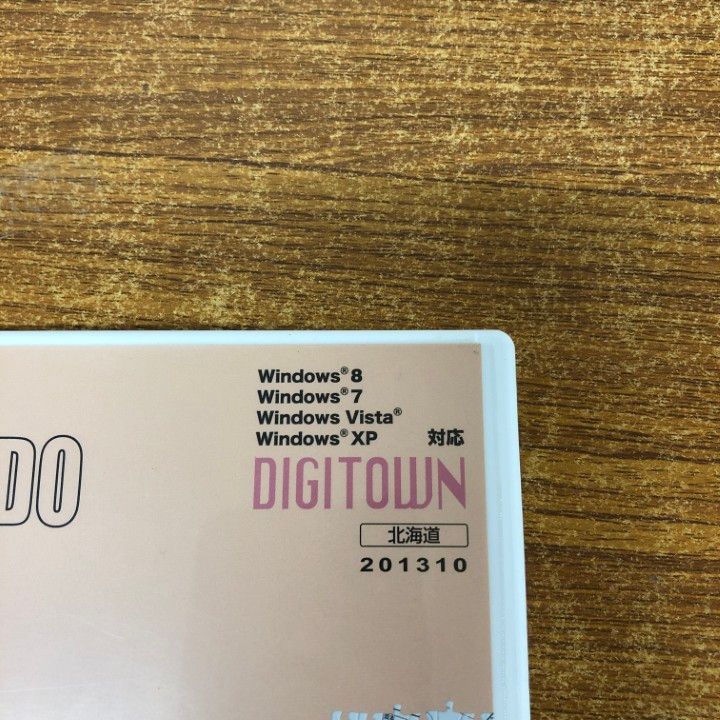 Windows®8
Windows®7
Windows Vista®
Windows®XP 対応
DO
DIGITOWN
北海道
201310